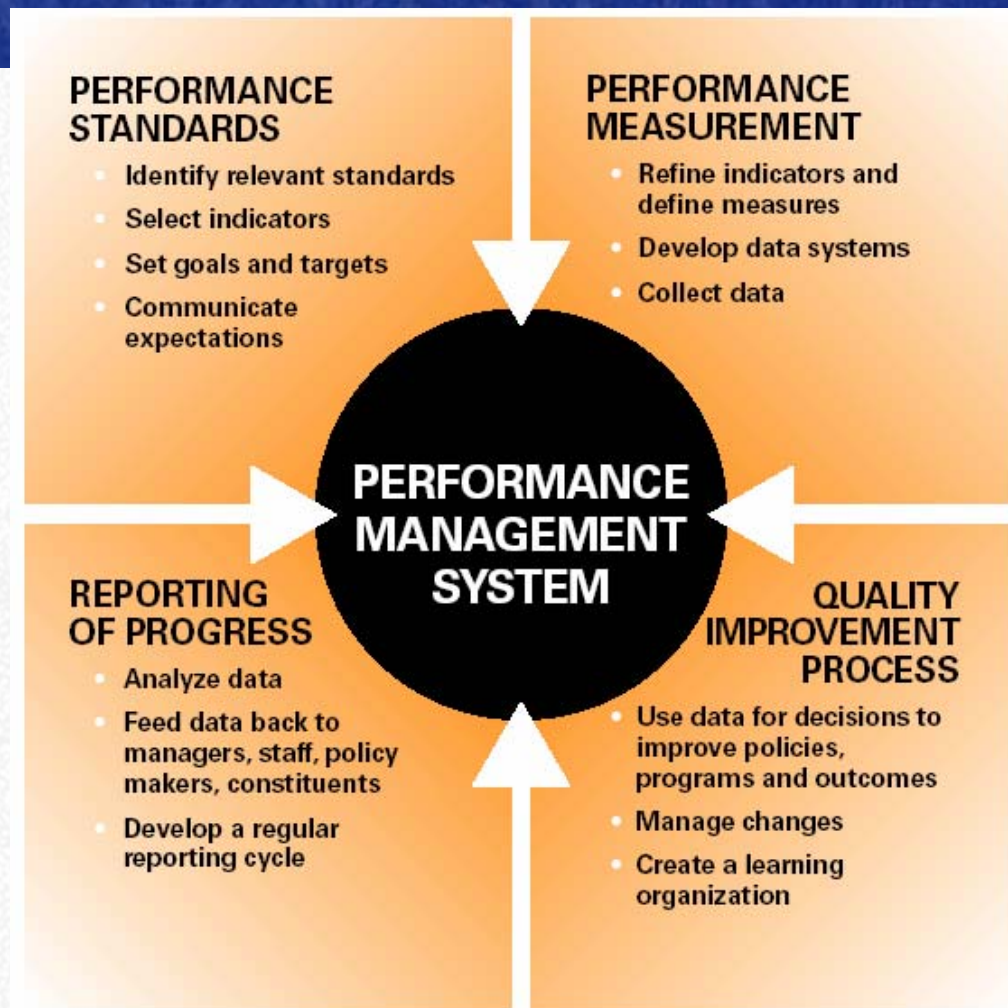 PERFORMANCE
STANDARDS
• Identify relevant standards
• Select indicators
• Set goals and targets
• Communicate
expectations
PERFORMANCE
MEASUREMENT
• Refine indicators and
define measures
• Develop data systems
• Collect data
PERFORMANCE
MANAGEMENT
SYSTEM
REPORTING
OF PROGRESS
• Analyze data
• Feed data back to
managers, staff, policy
makers, constituents
• Develop a regular
reporting cycle
QUALITY
IMPROVEMENT
PROCESS
• Use data for decisions to
improve policies,
programs and outcomes
• Manage changes
• Create a learning
organization